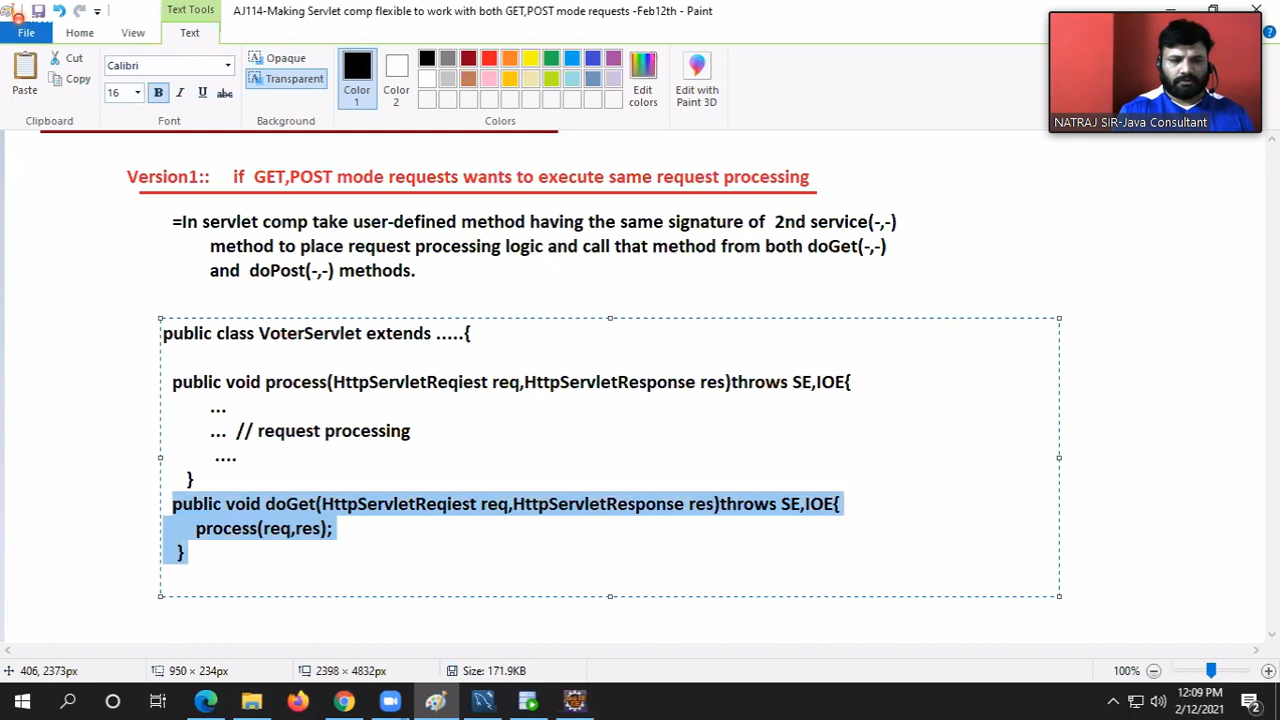 Text Tools
AJ114-Making Servlet comp flexible to work with both GET,POST mode requests -Feb12th - Paint
File
Home
View
Text
Paste
Cut
Copy
Clipboard
Calibri
16
B
I
U
abc
Font
Opaque
Transparent
Background
Color 1
Color 2
Edit colors
Colors
Edit with Paint 3D
NATRAJ SIR-Java Consultant
Version1:: if GET,POST mode requests wants to execute same request processing
=In servlet comp take user-defined method having the same signature of 2nd service(-,-)
method to place request processing logic and call that method from both doGet(-,-)
and doPost(-,-) methods.
public class VoterServlet extends .....{
public void process(HttpServletReqiest req,HttpServletResponse res)throws SE,IOE{
...
... // request processing
....
}
public void doGet(HttpServletReqiest req,HttpServletResponse res)throws SE,IOE{
process(req,res);
}
406, 2373px
950 × 234px
2398 × 4832px
Size: 171.9KB
100%
12:09 PM
2/12/2021
2